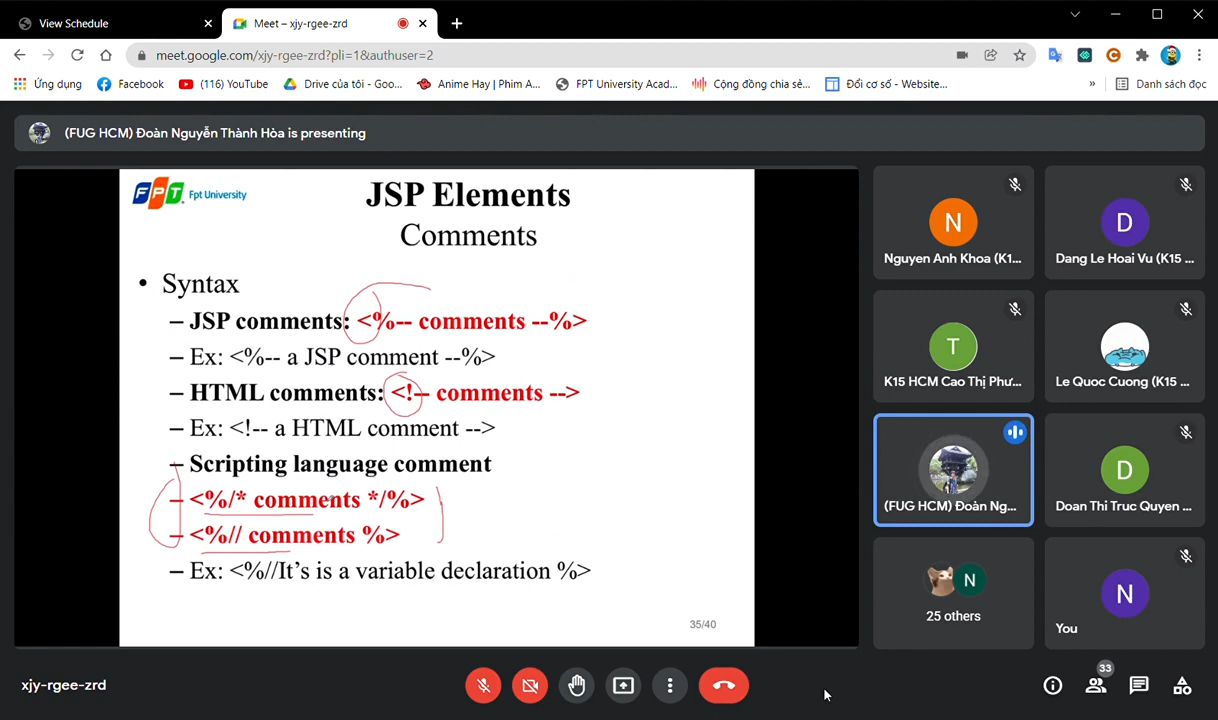 View Schedule
Meet – xjy-rgee-zrd
meet.google.com/xjy-rgee-zrd?pli=1&authuser=2
Ứng dụng
Facebook
(116) YouTube
Drive của tôi - Goo...
Anime Hay | Phim A...
FPT University Acad...
Cộng đồng chia sẻ...
Đổi cơ số - Website...
»
Danh sách đọc
(FUG HCM) Đoàn Nguyễn Thành Hòa is presenting
FPT Fpt University
JSP Elements
Comments
• Syntax
– JSP comments: <%-- comments --%>
– Ex: <%-- a JSP comment --%>
– HTML comments: <!-- comments -->
– Ex: <!-- a HTML comment -->
– Scripting language comment
– <%/* comments */%>
– <%// comments %>
– Ex: <%//It’s is a variable declaration %>
35/40
N
Nguyen Anh Khoa (K1...
D
Dang Le Hoai Vu (K15 ...
T
K15 HCM Cao Thị Phư...
Le Quoc Cuong (K15 ...
(FUG HCM) Đoàn Ng...
D
Doan Thi Truc Quyen ...
N
25 others
N
You
xjy-rgee-zrd
33